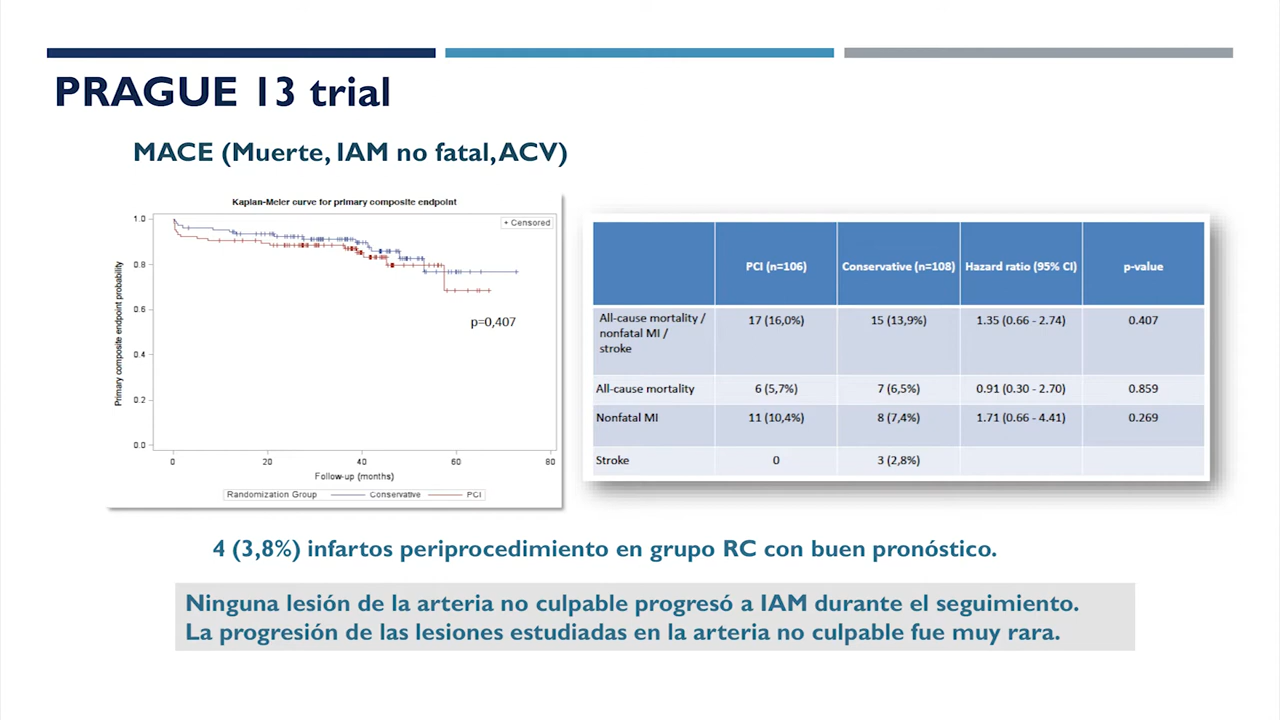 PRAGUE 13 trial
MACE (Muerte, IAM no fatal, ACV)
Kaplan-Meier curve for primary composite endpoint
+ Censored
Primary composite endpoint probability
1.0
0.8
0.6
0.4
0.2
0.0
p=0,407
0 20 40 60 80
Follow-up (months)
Randomization Group Conservative PCI
PCI (n=106) Conservative (n=108) Hazard ratio (95% CI) p-value
All-cause mortality / 17 (16,0%) 15 (13,9%) 1.35 (0.66 - 2.74) 0.407
nonfatal MI /
stroke
All-cause mortality 6 (5,7%) 7 (6,5%) 0.91 (0.30 - 2.70) 0.859
Nonfatal MI 11 (10,4%) 8 (7,4%) 1.71 (0.66 - 4.41) 0.269
Stroke 0 3 (2,8%)
4 (3,8%) infartos periprocedimiento en grupo RC con buen pronóstico.
Ninguna lesión de la arteria no culpable progresó a IAM durante el seguimiento.
La progresión de las lesiones estudiadas en la arteria no culpable fue muy rara.